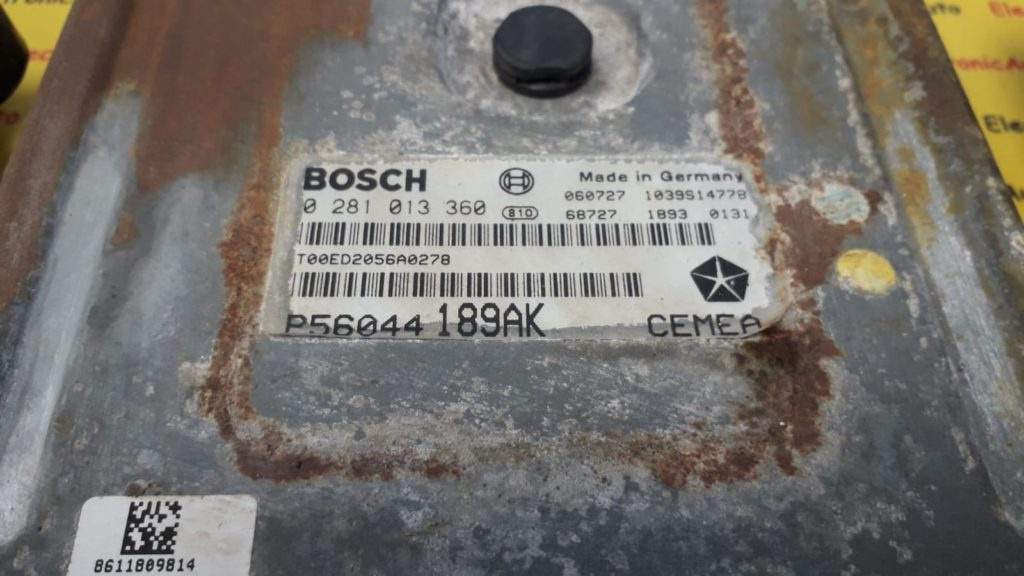 BOSCH
Made in Germany
060727 1039S14778
0 281 013 360
810
68727 1893 0131
T00ED2056A0278
P56044 189AK
CEMEA
8611809814